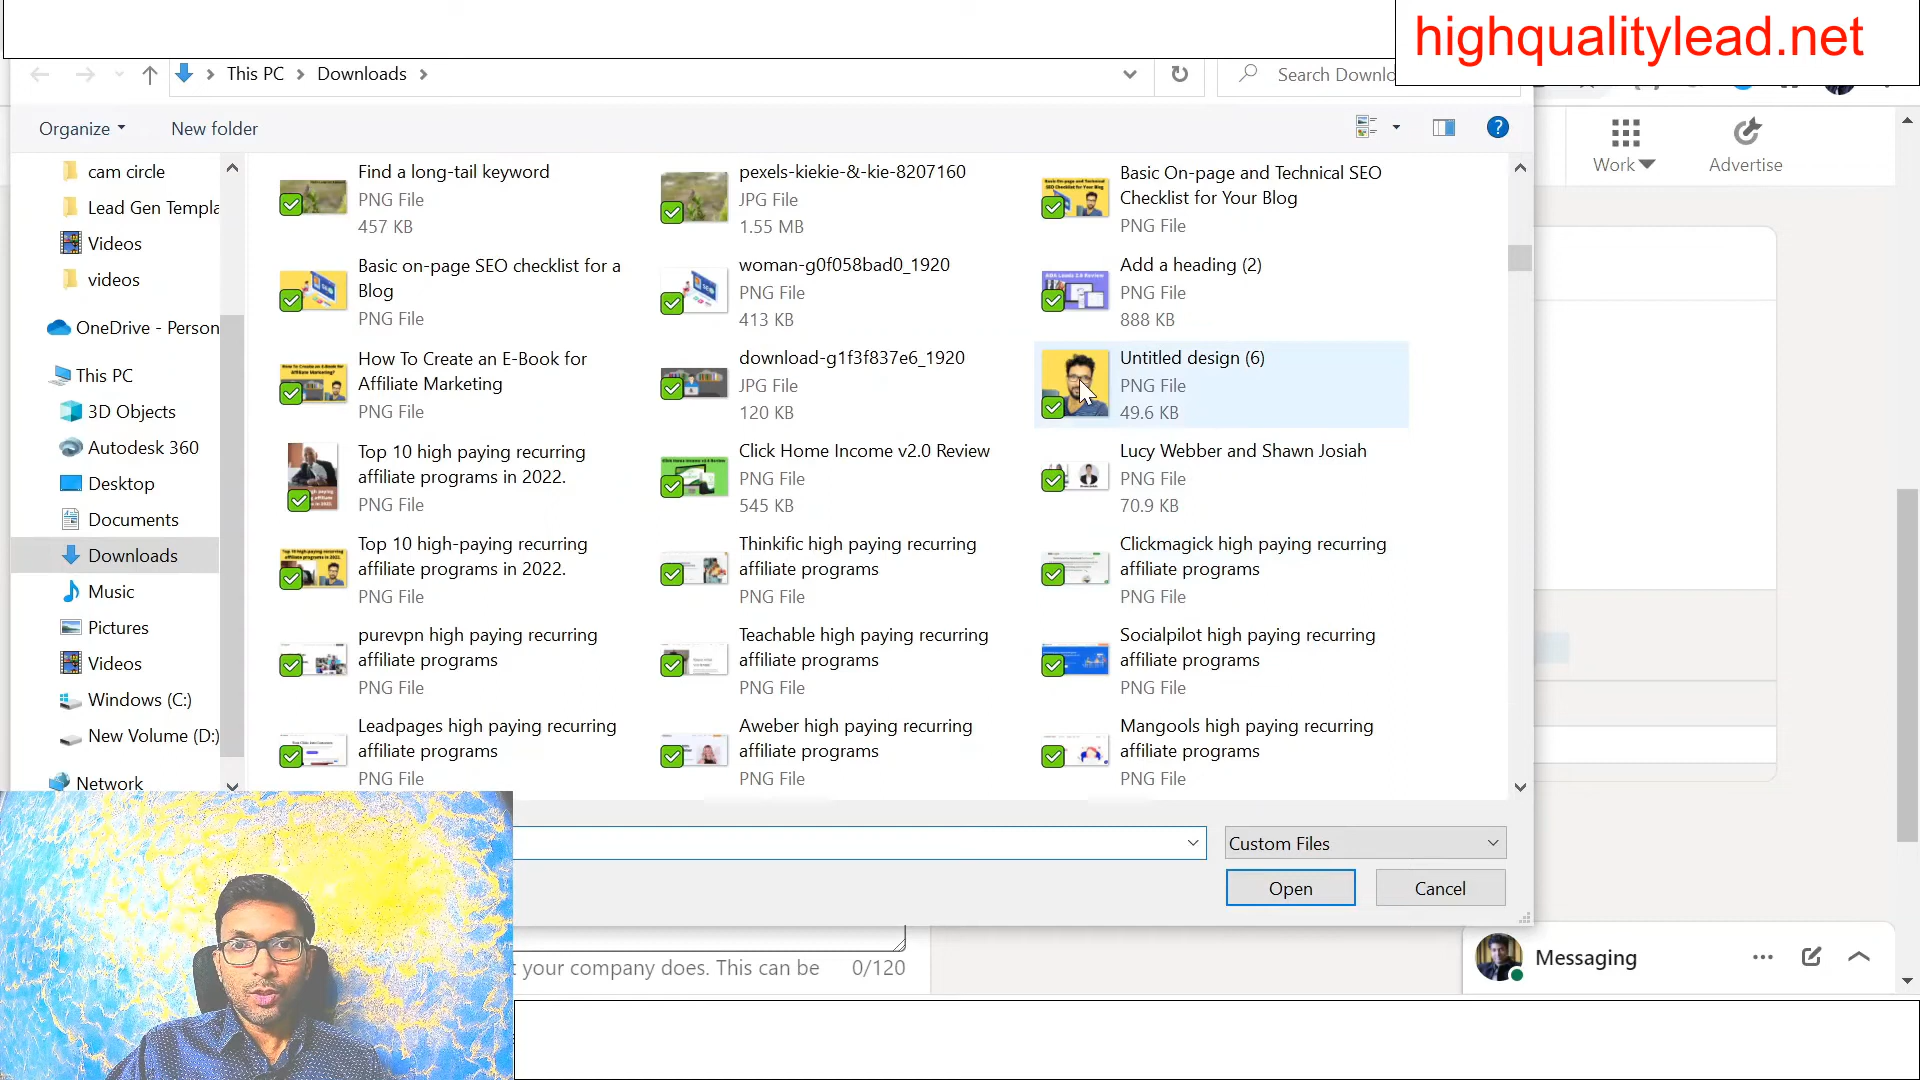 highqualitylead.net
This PC
Downloads
Search Downlo
Organize
New folder
Work
Advertise
cam circle
Lead Gen Templa
Videos
videos
OneDrive - Person
This PC
3D Objects
Autodesk 360
Desktop
Documents
Downloads
Music
Pictures
Videos
Windows (C:)
New Volume (D:)
Network
Find a long-tail keyword
PNG File
457 KB
pexels-kiekie-&-kie-8207160
JPG File
1.55 MB
Basic On-page and Technical SEO
Checklist for Your Blog
PNG File
Basic on-page SEO checklist for a
Blog
PNG File
woman-g0f058bad0_1920
PNG File
413 KB
Add a heading (2)
PNG File
888 KB
How To Create an E-Book for
Affiliate Marketing
PNG File
download-g1f3f837e6_1920
JPG File
120 KB
Untitled design (6)
PNG File
49.6 KB
Top 10 high paying recurring
affiliate programs in 2022.
PNG File
Click Home Income v2.0 Review
PNG File
545 KB
Lucy Webber and Shawn Josiah
PNG File
70.9 KB
Top 10 high-paying recurring
affiliate programs in 2022.
PNG File
Thinkific high paying recurring
affiliate programs
PNG File
Clickmagick high paying recurring
affiliate programs
PNG File
purevpn high paying recurring
affiliate programs
PNG File
Teachable high paying recurring
affiliate programs
PNG File
Socialpilot high paying recurring
affiliate programs
PNG File
Leadpages high paying recurring
affiliate programs
PNG File
Aweber high paying recurring
affiliate programs
PNG File
Mangools high paying recurring
affiliate programs
PNG File
Custom Files
Open
Cancel
t your company does. This can be
0/120
Messaging